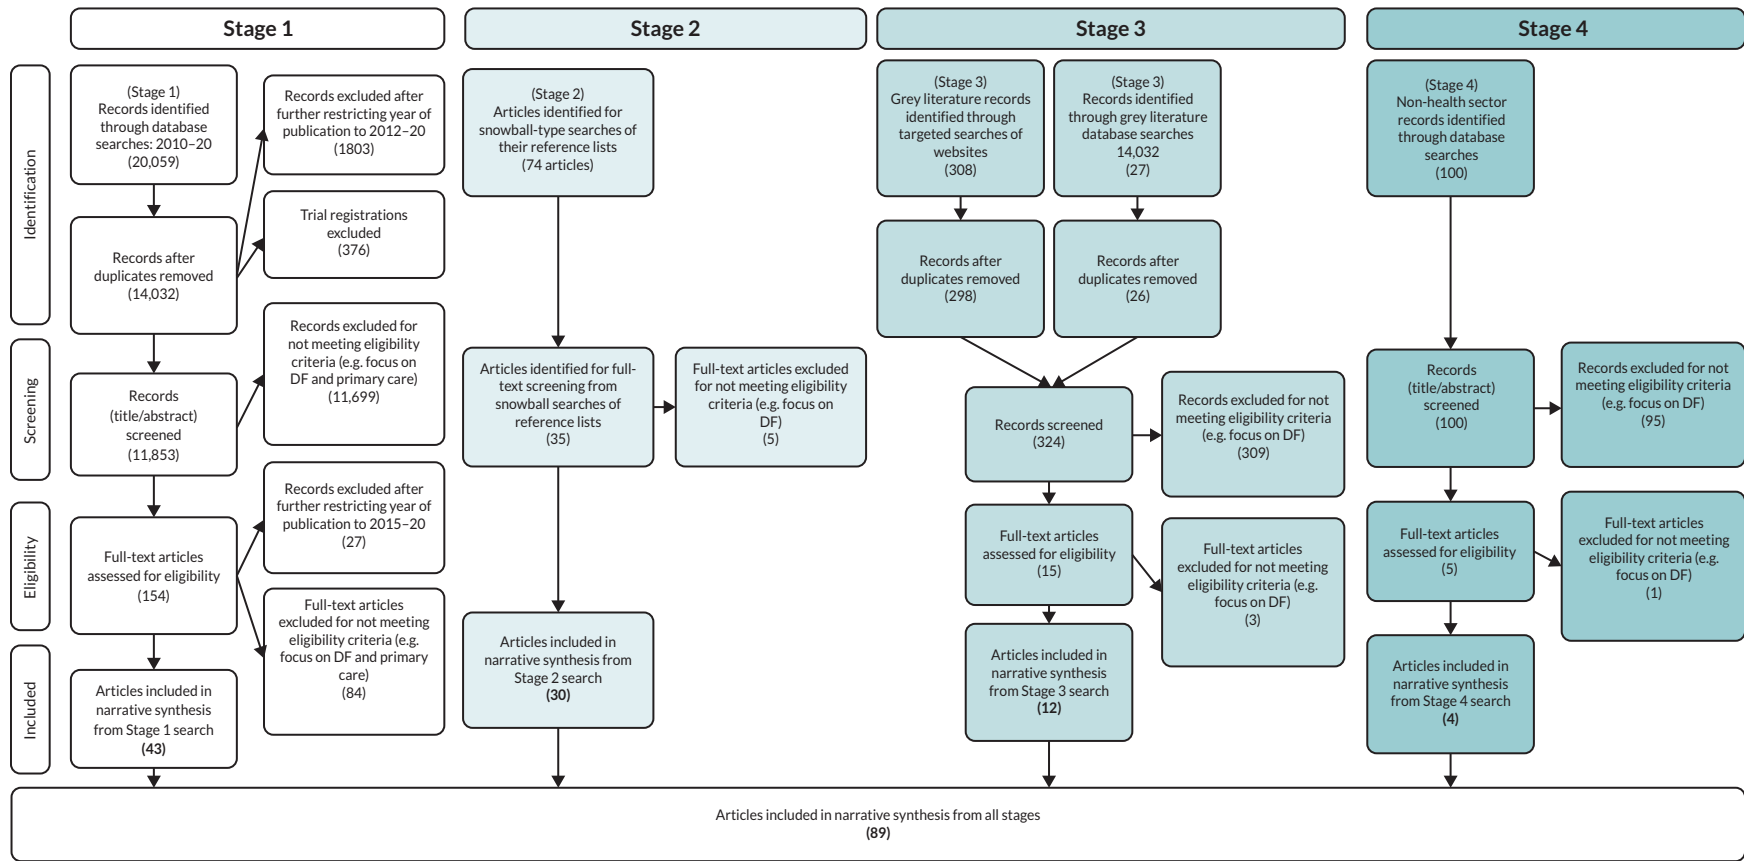 Stage 1
Stage 2
Stage 3
Stage 4
Identification
Screening
Eligibility
Included
(Stage 1)
Records identified
through database
searches: 2010–20
(20,059)
Records excluded after
further restricting year of
publication to 2012–20
(1803)
Trial registrations
excluded
(376)
Records after
duplicates removed
(14,032)
Records excluded for
not meeting eligibility
criteria (e.g. focus on
DF and primary care)
(11,699)
Records
(title/abstract)
screened
(11,853)
Records excluded after
further restricting year of
publication to 2015–20
(27)
Full-text articles
assessed for eligibility
(154)
Full-text articles
excluded for not meeting
eligibility criteria (e.g.
focus on DF and primary
care)
(84)
Articles included in
narrative synthesis
from Stage 1 search
(43)
(Stage 2)
Articles identified for
snowball-type searches of
their reference lists
(74 articles)
Articles identified for full-
text screening from
snowball searches of
reference lists
(35)
Full-text articles excluded
for not meeting eligibility
criteria (e.g. focus on
DF)
(5)
Articles included in
narrative synthesis from
Stage 2 search
(30)
(Stage 3)
Grey literature records
identified through
targeted searches of
websites
(308)
(Stage 3)
Records identified
through grey literature
database searches
14,032
(27)
Records after
duplicates removed
(298)
Records after
duplicates removed
(26)
Records screened
(324)
Records excluded for not
meeting eligibility criteria
(e.g. focus on DF)
(309)
Full-text articles
assessed for eligibility
(15)
Full-text articles
excluded for not meeting
eligibility criteria (e.g.
focus on DF)
(3)
Articles included in
narrative synthesis
from Stage 3 search
(12)
(Stage 4)
Non-health sector
records identified
through database
searches
(100)
Records
(title/abstract)
screened
(100)
Records excluded for not
meeting eligibility criteria
(e.g. focus on DF)
(95)
Full-text articles
assessed for eligibility
(5)
Full-text articles
excluded for not meeting
eligibility criteria (e.g.
focus on DF)
(1)
Articles included in
narrative synthesis
from Stage 4 search
(4)
Articles included in narrative synthesis from all stages
(89)